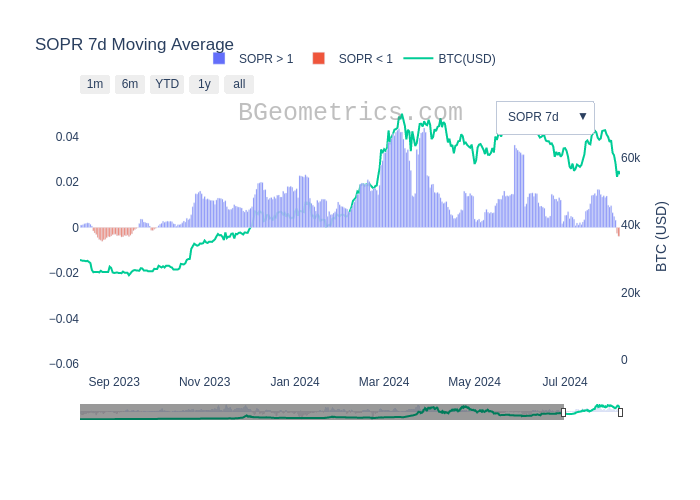 SOPR 7d Moving Average
SOPR > 1 SOPR < 1 BTC(USD)
1m 6m YTD 1y all
BGeometrics.com
SOPR 7d ▼
0.04
0.02
0
−0.02
−0.04
−0.06
60k
40k
20k
0
BTC (USD)
Sep 2023 Nov 2023 Jan 2024 Mar 2024 May 2024 Jul 2024